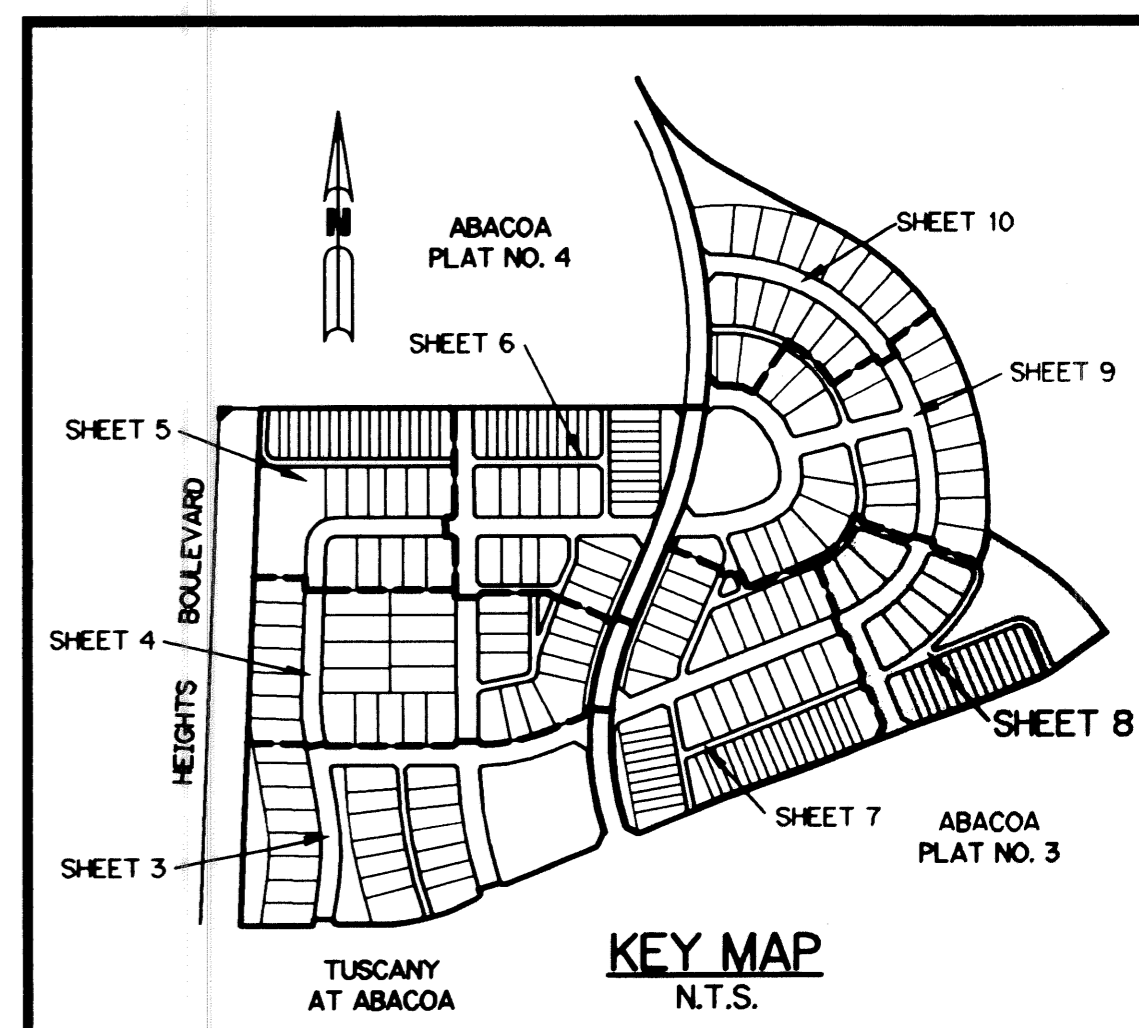 N
ABACOA
PLAT NO. 4
SHEET 10
SHEET 6
SHEET 9
SHEET 5
HEIGHTS BOULEVARD
SHEET 4
SHEET 8
SHEET 7
ABACOA
PLAT NO. 3
SHEET 3
KEY MAP
N.T.S.
TUSCANY
AT ABACOA